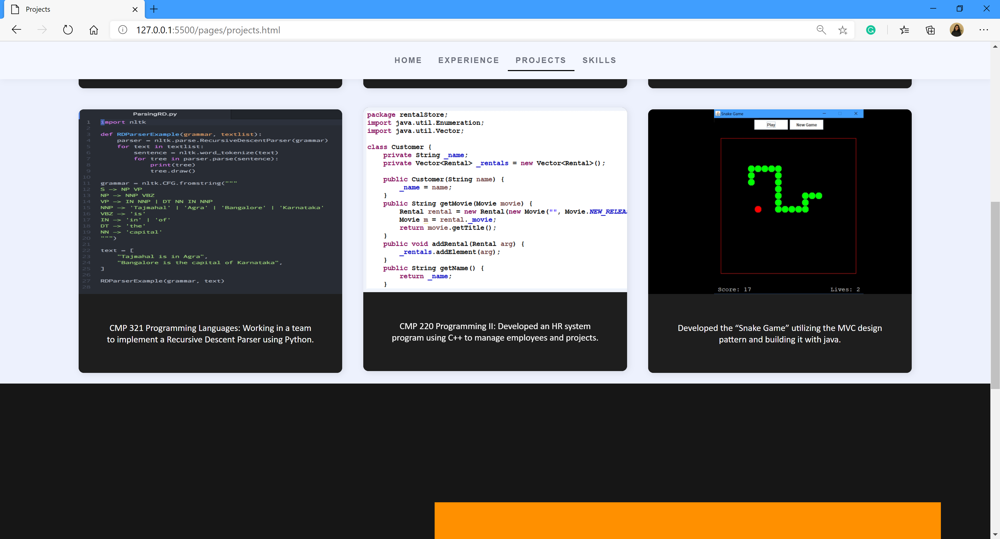 Projects
127.0.0.1:5500/pages/projects.html
HOME EXPERIENCE PROJECTS SKILLS
ParsingRD.py
1 import nltk
2
3 def RDParserExample(grammar, textlist):
4 parser = nltk.parse.RecursiveDescentParser(grammar)
5 for text in textlist:
6 sentence = nltk.word_tokenize(text)
7 for tree in parser.parse(sentence):
8 print(tree)
9 tree.draw()
10
11 grammar = nltk.CFG.fromstring("""
12 S -> NP VP
13 NP -> NNP VBZ
14 VP -> IN NNP | DT NN IN NNP
15 NNP -> 'Tajmahal' | 'Agra' | 'Bangalore' | 'Karnataka'
16 VBZ -> 'is'
17 IN -> 'in' | 'of'
18 DT -> 'the'
19 NN -> 'capital'
20 """)
21
22 text = [
23 "Tajmahal is in Agra",
24 "Bangalore is the capital of Karnataka",
25 ]
26
27 RDParserExample(grammar, text)
28
CMP 321 Programming Languages: Working in a team
to implement a Recursive Descent Parser using Python.
package rentalStore;
import java.util.Enumeration;
import java.util.Vector;
class Customer {
private String _name;
private Vector<Rental> _rentals = new Vector<Rental>();
public Customer(String name) {
_name = name;
}
public String getMovie(Movie movie) {
Rental rental = new Rental(new Movie("", Movie.NEW_RELEA
Movie m = rental._movie;
return movie.getTitle();
}
public void addRental(Rental arg) {
_rentals.addElement(arg);
}
public String getName() {
return _name;
}
CMP 220 Programming II: Developed an HR system
program using C++ to manage employees and projects.
Snake Game
Play New Game
Score: 17 Lives: 2
Developed the “Snake Game” utilizing the MVC design
pattern and building it with java.